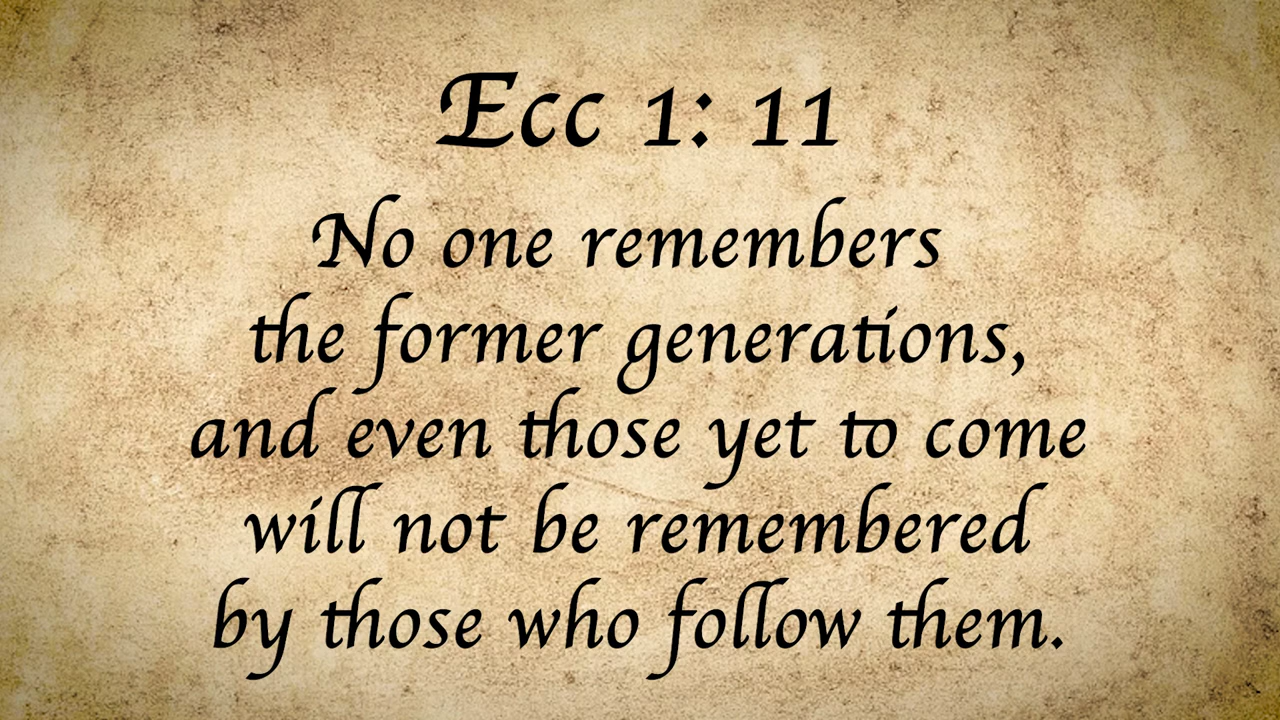 Ecc 1: 11
No one remembers
the former generations,
and even those yet to come
will not be remembered
by those who follow them.